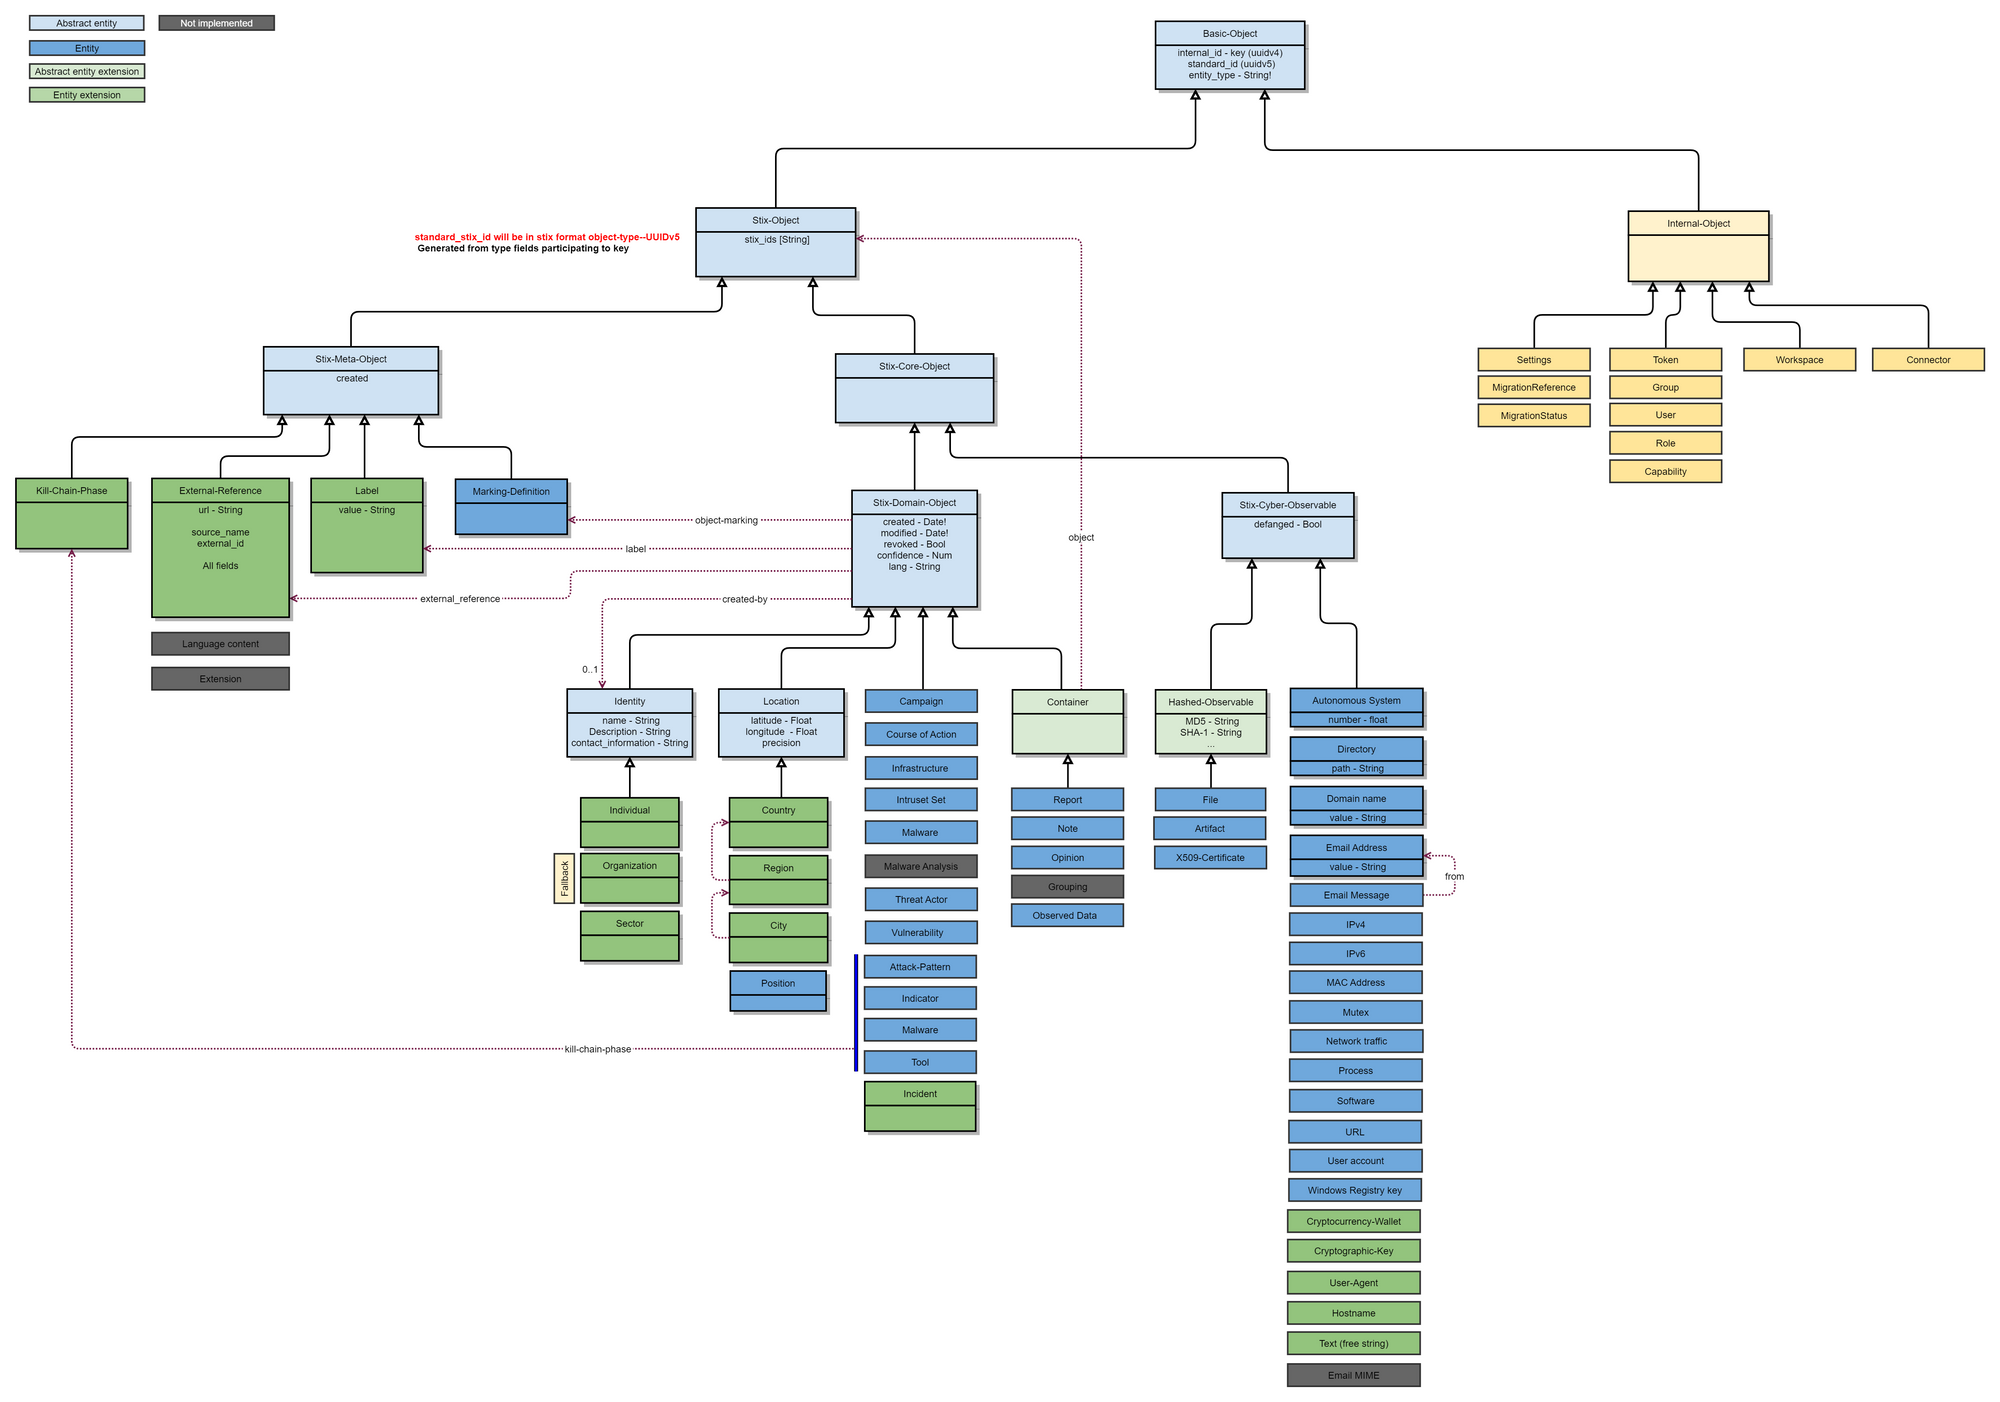 Abstract entity
Not implemented
Entity
Abstract entity extension
Entity extension
Basic-Object
internal_id - key (uuidv4)
standard_id (uuidv5)
entity_type - String!
standard_stix_id will be in stix format object-type--UUIDv5
Generated from type fields participating to key
Stix-Object
stix_ids [String]
Internal-Object
Stix-Meta-Object
created
Stix-Core-Object
Settings
MigrationReference
MigrationStatus
Token
Group
User
Role
Capability
Workspace
Connector
Kill-Chain-Phase
External-Reference
url - String
source_name
external_id
All fields
Language content
Extension
Label
value - String
Marking-Definition
object-marking
label
external_reference
created-by
0..1
object
Stix-Domain-Object
created - Date!
modified - Date!
revoked - Bool
confidence - Num
lang - String
Stix-Cyber-Observable
defanged - Bool
Identity
name - String
Description - String
contact_information - String
Individual
Fallback
Organization
Sector
Location
latitude - Float
longitude  - Float
precision
Country
Region
City
Position
kill-chain-phase
Campaign
Course of Action
Infrastructure
Intruset Set
Malware
Malware Analysis
Threat Actor
Vulnerability
Attack-Pattern
Indicator
Malware
Tool
Incident
Container
Report
Note
Opinion
Grouping
Observed Data
Hashed-Observable
MD5 - String
SHA-1 - String
...
File
Artifact
X509-Certificate
Autonomous System
number - float
Directory
path - String
Domain name
value - String
Email Address
value - String
from
Email Message
IPv4
IPv6
MAC Address
Mutex
Network traffic
Process
Software
URL
User account
Windows Registry key
Cryptocurrency-Wallet
Cryptographic-Key
User-Agent
Hostname
Text (free string)
Email MIME